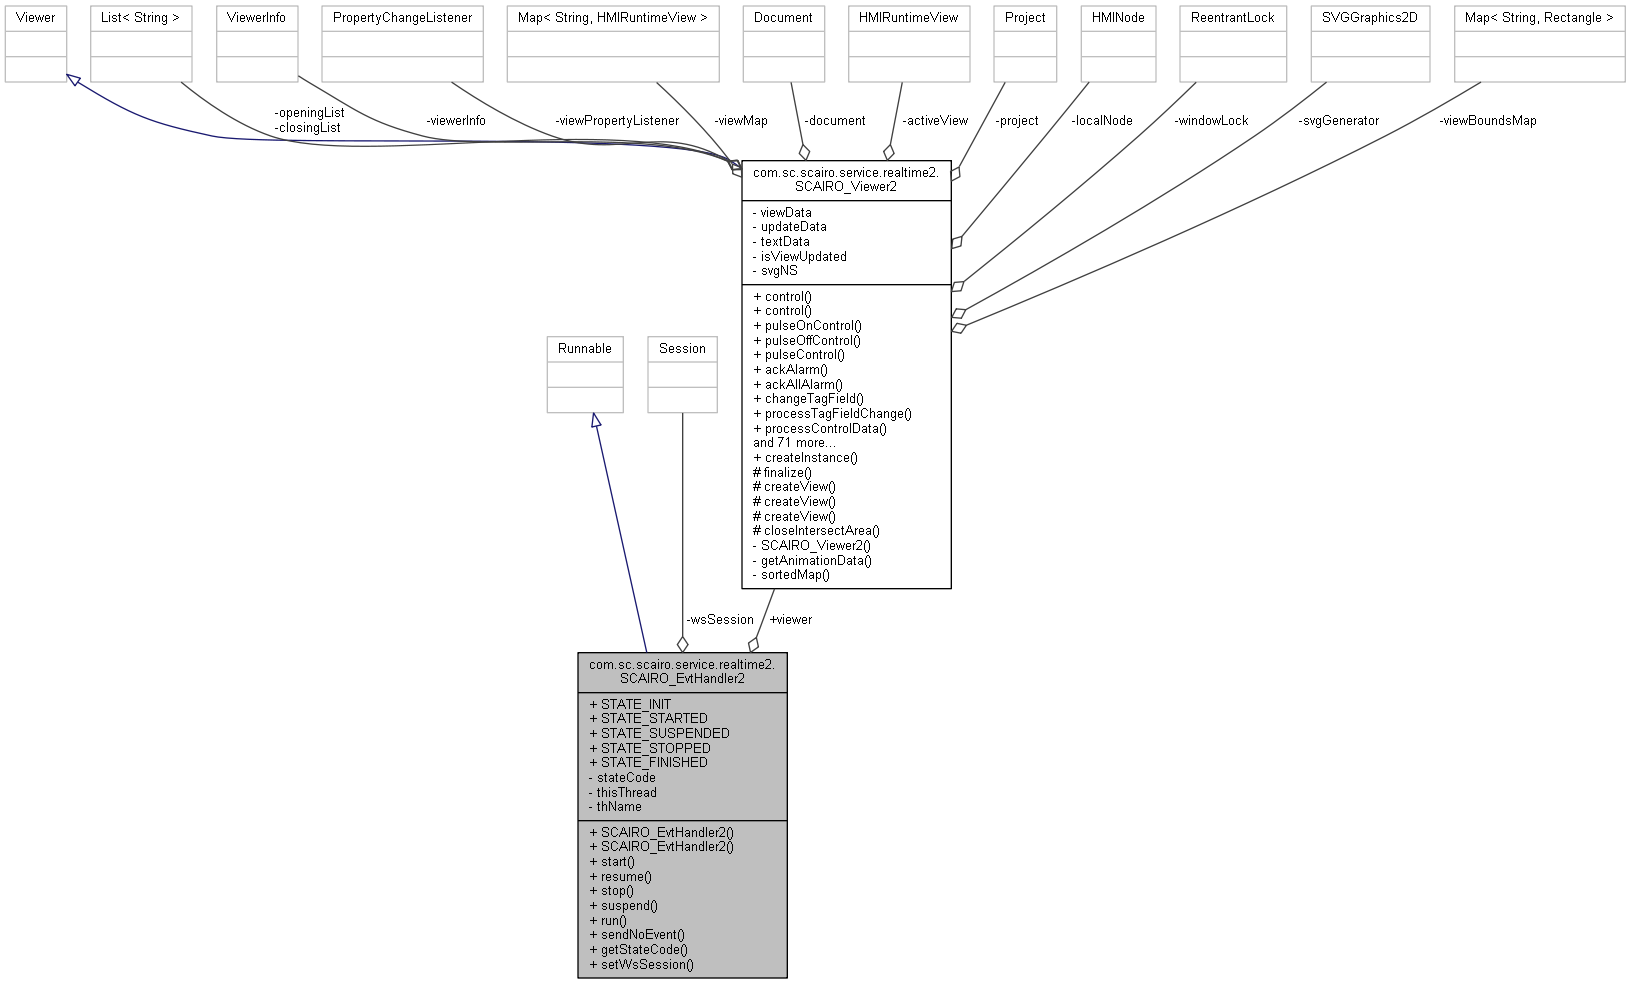 Viewer
List< String >
ViewerInfo
PropertyChangeListener
Map< String, HMIRuntimeView >
Document
HMIRuntimeView
Project
HMINode
ReentrantLock
SVGGraphics2D
Map< String, Rectangle >
-openingList
-closingList
-viewerInfo
-viewPropertyListener
-viewMap
-document
-activeView
-project
-localNode
-windowLock
-svgGenerator
-viewBoundsMap
com.sc.scairo.service.realtime2.
SCAIRO_Viewer2
- viewData
- updateData
- textData
- isViewUpdated
- svgNS
+ control()
+ control()
+ pulseOnControl()
+ pulseOffControl()
+ pulseControl()
+ ackAlarm()
+ ackAllAlarm()
+ changeTagField()
+ processTagFieldChange()
+ processControlData()
and 71 more...
+ createInstance()
# finalize()
# createView()
# createView()
# createView()
# closeIntersectArea()
- SCAIRO_Viewer2()
- getAnimationData()
- sortedMap()
Runnable
Session
-wsSession
+viewer
com.sc.scairo.service.realtime2.
SCAIRO_EvtHandler2
+ STATE_INIT
+ STATE_STARTED
+ STATE_SUSPENDED
+ STATE_STOPPED
+ STATE_FINISHED
- stateCode
- thisThread
- thName
+ SCAIRO_EvtHandler2()
+ SCAIRO_EvtHandler2()
+ start()
+ resume()
+ stop()
+ suspend()
+ run()
+ sendNoEvent()
+ getStateCode()
+ setWsSession()